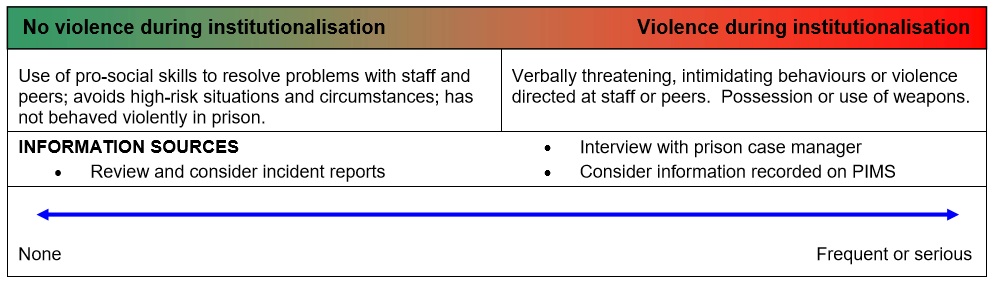 No violence during institutionalisation
Violence during institutionalisation
Use of pro-social skills to resolve problems with staff and
peers; avoids high-risk situations and circumstances; has
not behaved violently in prison.
Verbally threatening, intimidating behaviours or violence
directed at staff or peers.  Possession or use of weapons.
INFORMATION SOURCES
• Review and consider incident reports
• Interview with prison case manager
• Consider information recorded on PIMS
None
Frequent or serious